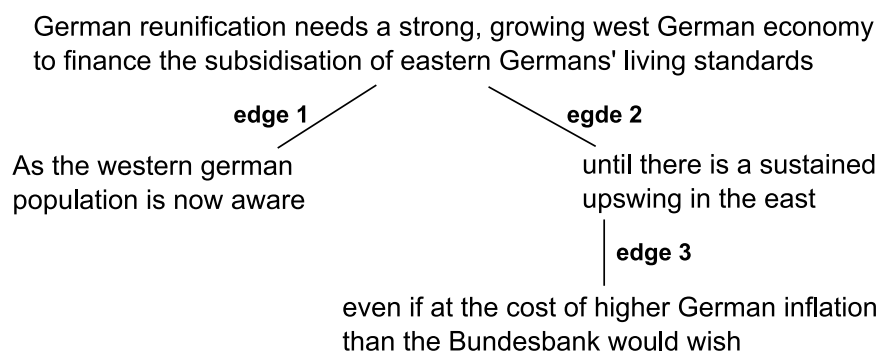 German reunification needs a strong, growing west German economy
to finance the subsidisation of eastern Germans' living standards
edge 1
egde 2
As the western german
population is now aware
until there is a sustained
upswing in the east
edge 3
even if at the cost of higher German inflation
than the Bundesbank would wish